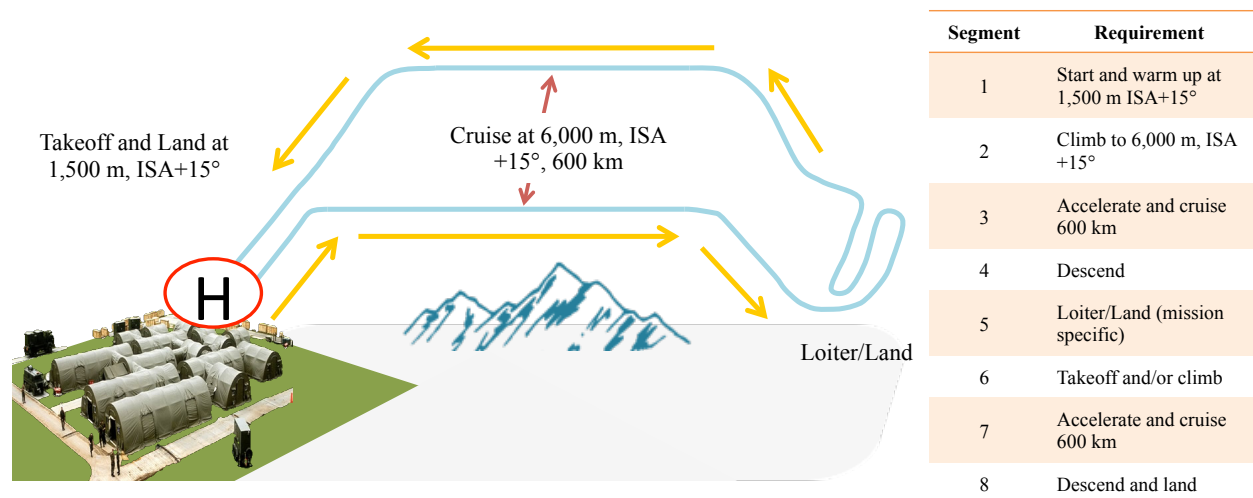 Takeoff and Land at
1,500 m, ISA+15°
Cruise at 6,000 m, ISA
+15°, 600 km
H
Loiter/Land
Segment Requirement
1 Start and warm up at
1,500 m ISA+15°
2 Climb to 6,000 m, ISA
+15°
3 Accelerate and cruise
600 km
4 Descend
5 Loiter/Land (mission
specific)
6 Takeoff and/or climb
7 Accelerate and cruise
600 km
8 Descend and land